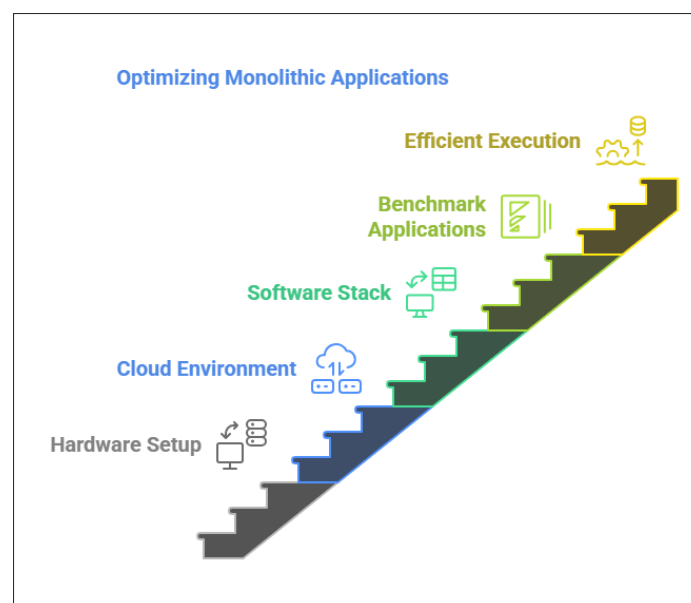 Optimizing Monolithic Applications
Efficient Execution
Benchmark
Applications
Software Stack
Cloud Environment
Hardware Setup